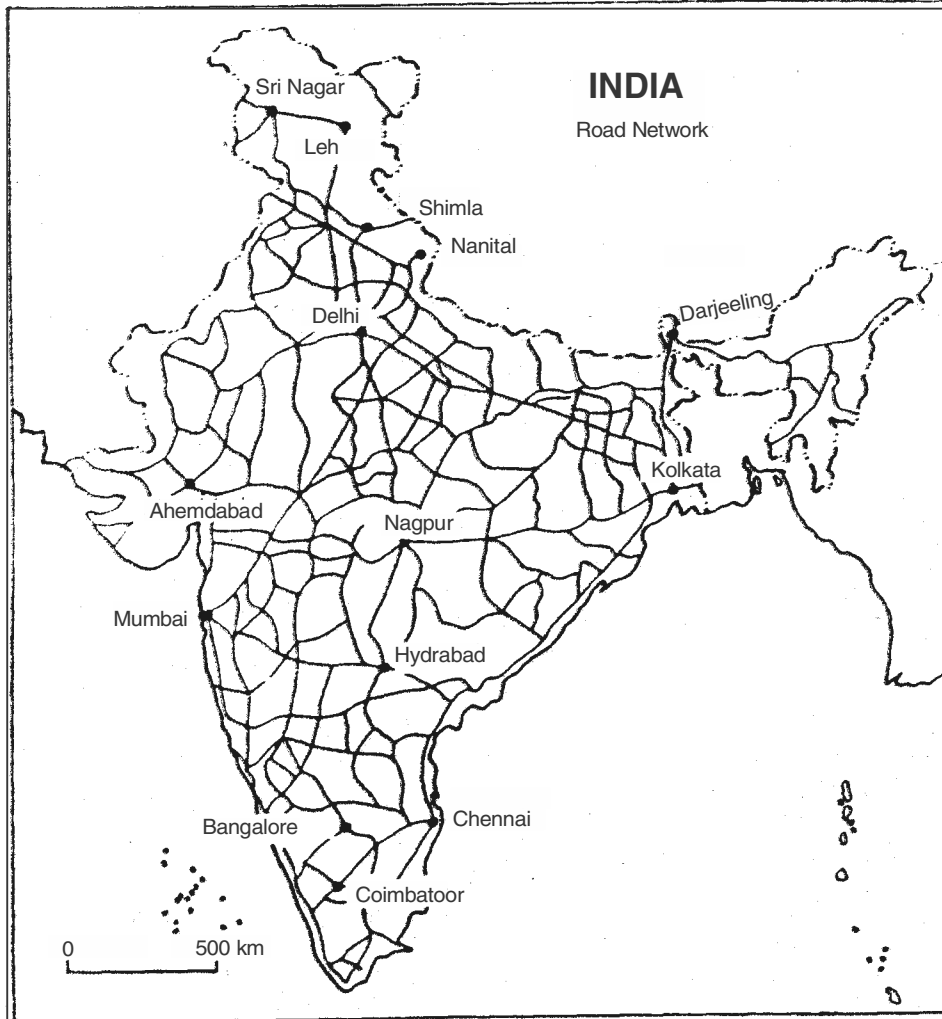 INDIA
Road Network
Sri Nagar
Leh
Shimla
Nanital
Delhi
Darjeeling
Kolkata
Ahemdabad
Nagpur
Mumbai
Hydrabad
Bangalore
Chennai
Coimbatoor
0 500 km